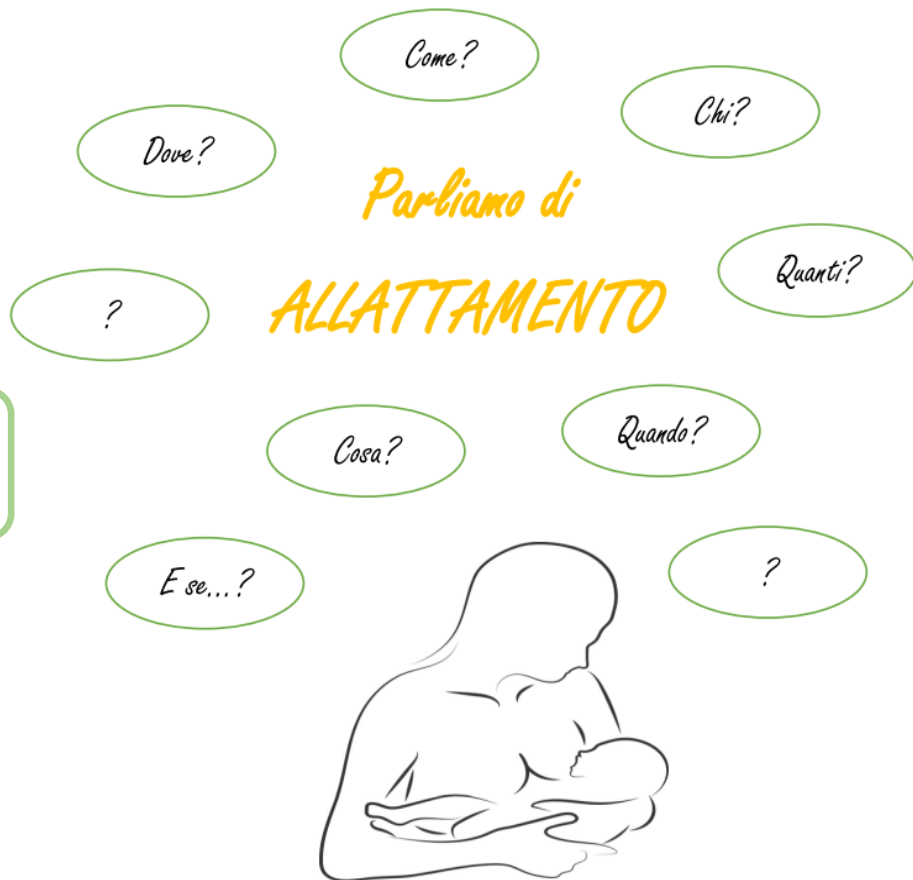 Come?
Chi?
Dove?
Parliamo di
Quanti?
ALLATTAMENTO
?
Quando?
Cosa?
E se...?
?